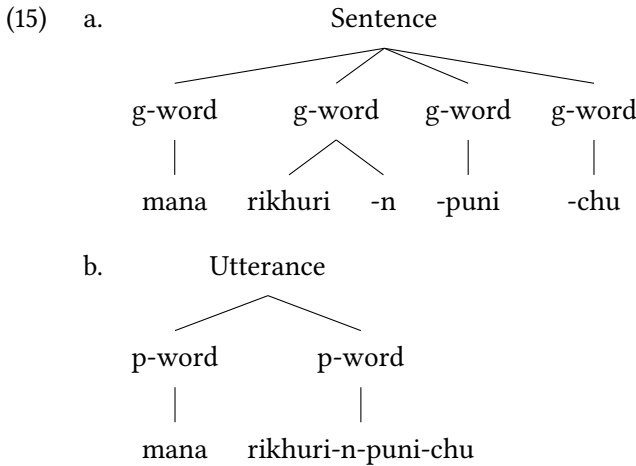 (15) a. Sentence
g-word g-word g-word g-word
mana rikhuri -n -puni -chu
b. Utterance
p-word p-word
mana rikhuri-n-puni-chu